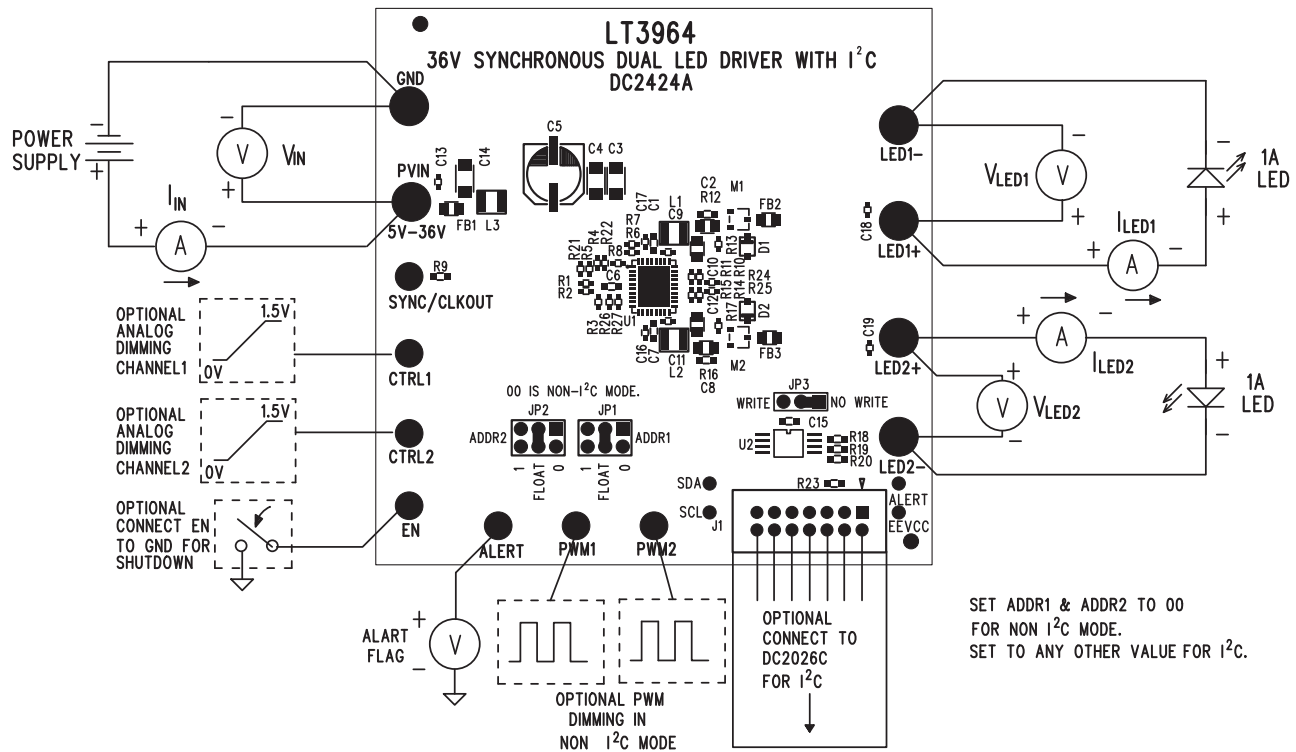 LT3964
36V SYNCHRONOUS DUAL LED DRIVER WITH I²C
DC2424A
GND
POWER
SUPPLY
-
+
-
V
+
VIN
IIN
+
A
-
PVIN
5V-36V
C13
C14
FB1
L3
C5
C4
C3
R9
SYNC/CLKOUT
C17
C1
L1
C9
C2
R12
M1
FB2
R7
R6
R22
R4
R5
R21
R8
R13
D1
R1
R2
C6
C10
R11
R10
R24
R25
R15
R14
C12
R17
D2
R3
R26
R27
U1
C16
C7
C11
L2
R16
C8
M2
FB3
LED1-
LED1+
C18
-
V
+
VLED1
-
+
1A
LED
ILED1
+
A
-
C19
LED2+
LED2-
+
A
-
ILED2
+
V
-
VLED2
+
-
1A
LED
OPTIONAL
ANALOG
DIMMING
CHANNEL1
1.5V
0V
CTRL1
OPTIONAL
ANALOG
DIMMING
CHANNEL2
1.5V
0V
CTRL2
OPTIONAL
CONNECT EN
TO GND FOR
SHUTDOWN
EN
00 IS NON-I²C MODE.
JP2
JP1
ADDR2
ADDR1
1
FLOAT
0
1
FLOAT
0
JP3
WRITE
NO WRITE
C15
U2
R18
R19
R20
R23
SDA
SCL
J1
ALERT
EEVCC
ALERT
PWM1
PWM2
ALART
FLAG
+
V
-
OPTIONAL PWM
DIMMING IN
NON I²C MODE
OPTIONAL
CONNECT TO
DC2026C
FOR I²C
SET ADDR1 & ADDR2 TO 00
FOR NON I²C MODE.
SET TO ANY OTHER VALUE FOR I²C.